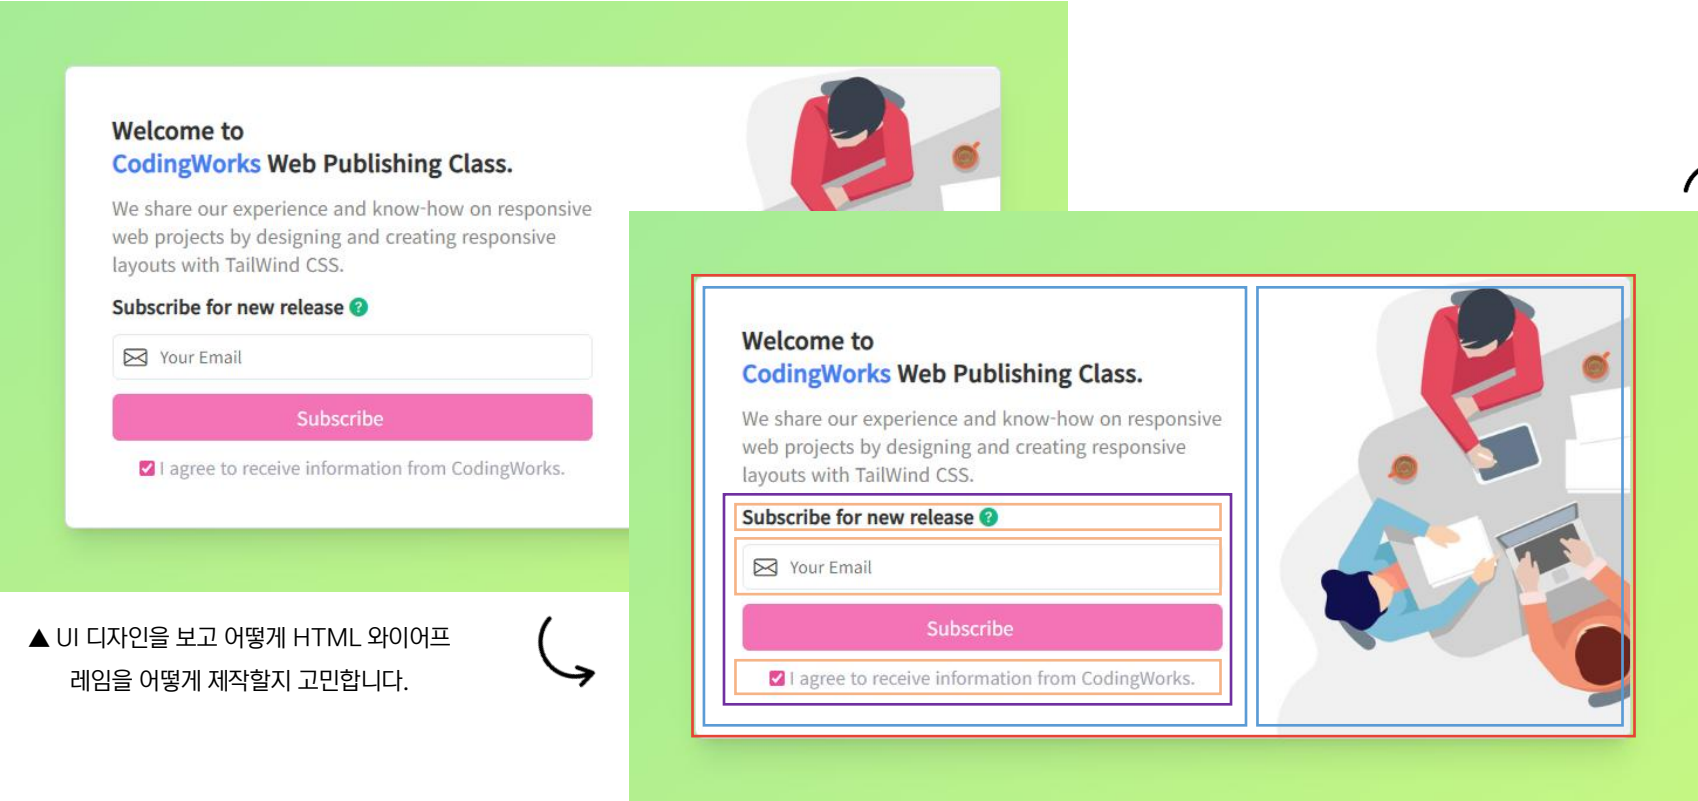 Welcome to
CodingWorks Web Publishing Class.
We share our experience and know-how on responsive
web projects by designing and creating responsive
layouts with TailWind CSS.
Subscribe for new release ?
Your Email
Subscribe
I agree to receive information from CodingWorks.
▲ UI 디자인을 보고 어떻게 HTML 와이어프
레임을 어떻게 제작할지 고민합니다.
Welcome to
CodingWorks Web Publishing Class.
We share our experience and know-how on responsive
web projects by designing and creating responsive
layouts with TailWind CSS.
Subscribe for new release ?
Your Email
Subscribe
I agree to receive information from CodingWorks.